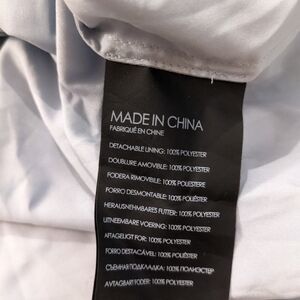 MADE IN CHINA
FABRIQUÉ EN CHINE
DETACHABLE LINING: 100% POLYESTER
DOUBLURE AMOVIBLE: 100% POLYESTER
FODERA RIMOVIBILE: 100% POLIESTERE
FORRO DESMONTABLE: 100% POLIÉSTER
HERAUSNEHMBARES FUTTER: 100% POLYESTER
UITNEEMBARE VOERING: 100% POLYESTER
AFTAGELIGT FOR: 100% POLYESTER
FORRO DESTACÁVEL: 100% POLIÉSTER
СЪЕМНАЯ ПОДКЛАДКА: 100% ПОЛИЭСТЕР
AVTAGBART FODER: 100% POLYESTER